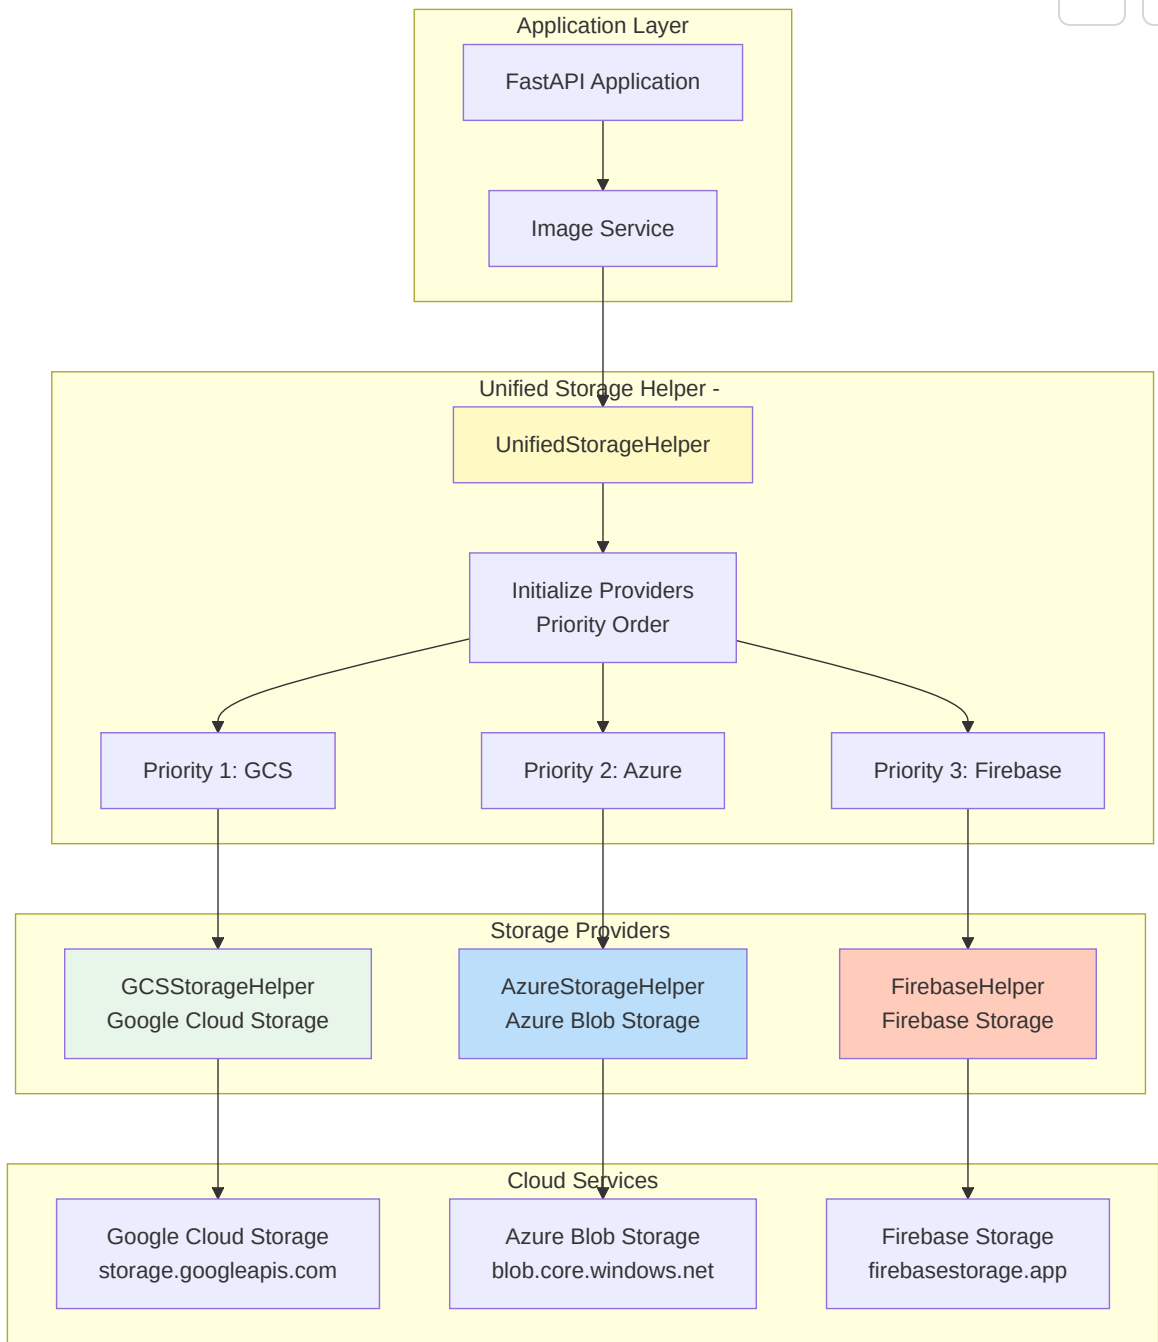 Application Layer
FastAPI Application
Image Service
Unified Storage Helper -
UnifiedStorageHelper
Initialize Providers
Priority Order
Priority 1: GCS
Priority 2: Azure
Priority 3: Firebase
Storage Providers
GCSStorageHelper
Google Cloud Storage
AzureStorageHelper
Azure Blob Storage
FirebaseHelper
Firebase Storage
Cloud Services
Google Cloud Storage
storage.googleapis.com
Azure Blob Storage
blob.core.windows.net
Firebase Storage
firebasestorage.app